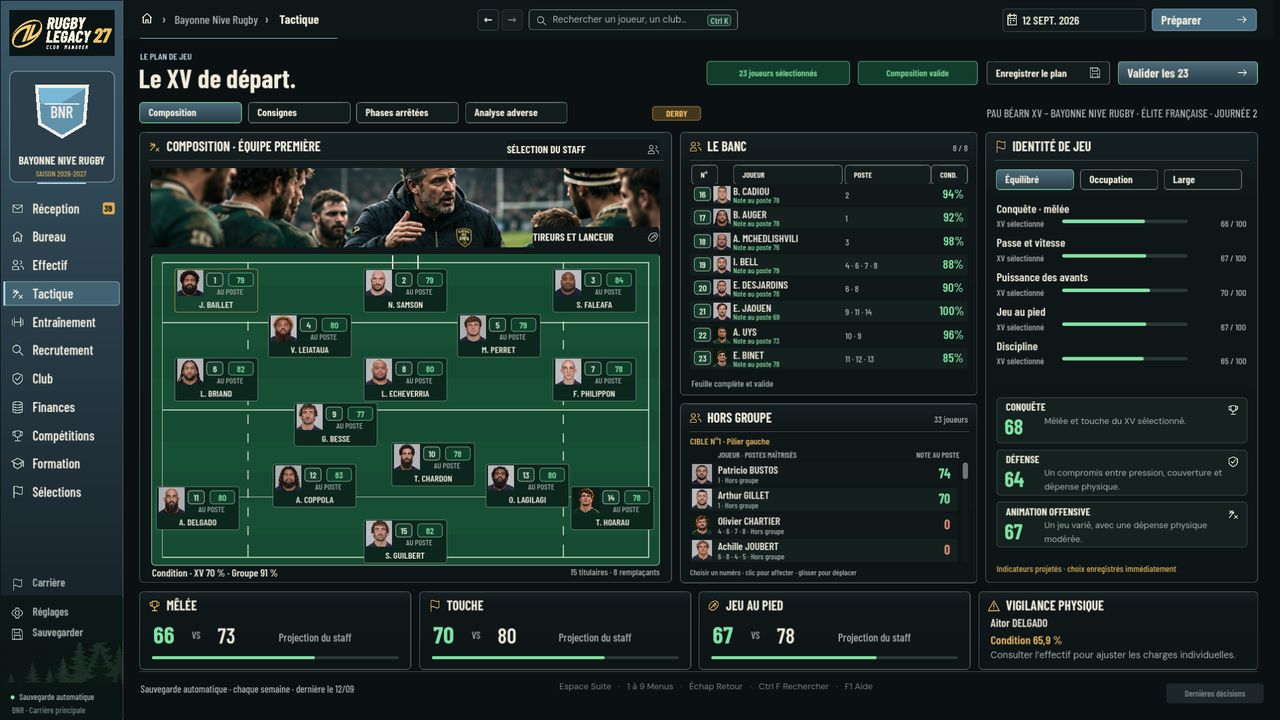 RUGBY
LEGACY 27
CLUB MANAGER
BNR
BAYONNE NIVE RUGBY
SAISON 2026-2027
Réception 39
Bureau
Effectif
Tactique
Entraînement
Recrutement
Club
Finances
Compétitions
Formation
Sélections
Carrière
Réglages
Sauvegarder
Sauvegarde automatique
BNR · Carrière principale
› Bayonne Nive Rugby › Tactique
← → Rechercher un joueur, un club... Ctrl K
12 SEPT. 2026 Préparer →
LE PLAN DE JEU
Le XV de départ.
23 joueurs sélectionnés Composition valide Enregistrer le plan Valider les 23 →
Composition Consignes Phases arrêtées Analyse adverse DERBY
PAU BÉARN XV – BAYONNE RUGBY · ÉLITE FRANÇAISE · JOURNÉE 2
COMPOSITION · ÉQUIPE PREMIÈRE SÉLECTION DU STAFF
TIREURS ET LANCEUR
1 79
AU POSTE
J. BAILLET
2 79
AU POSTE
N. SAMSON
3 84
AU POSTE
S. FALEAFA
4 80
AU POSTE
V. LEIATAUA
5 79
AU POSTE
M. PERRET
6 82
AU POSTE
L. BRIAND
8 80
AU POSTE
L. ECHEVERRIA
7 78
AU POSTE
F. PHILIPPON
9 77
AU POSTE
G. BESSE
10 78
AU POSTE
T. CHARDON
12 83
AU POSTE
A. COPPOLA
13 80
AU POSTE
O. LAGILAGI
11 80
AU POSTE
A. DELGADO
14 78
AU POSTE
T. HOARAU
15 82
AU POSTE
S. GUILBERT
Condition · XV 70 % · Groupe 91 % 15 titulaires · 8 remplaçants
LE BANC 8 / 8
N° JOUEUR POSTE COND.
16 B. CADIOU 2 94%
Note au poste 78
17 B. AUGER 1 92%
Note au poste 78
18 A. MCHEDLISHVILI 3 98%
Note au poste 76
19 I. BELL 4 · 6 · 7 · 8 88%
Note au poste 79
20 E. DESJARDINS 6 · 8 90%
Note au poste 78
21 E. JAOUEN 9 · 11 · 14 100%
Note au poste 69
22 A. UYS 10 · 9 96%
Note au poste 73
23 E. BINET 11 · 12 · 13 85%
Note au poste 78
Feuille complète et valide
HORS GROUPE 33 joueurs
CIBLE N°1 · Pilier gauche
JOUEUR · POSTES MAÎTRISÉS NOTE AU POSTE
Patricio BUSTOS 74
1 · Hors groupe
Arthur GILLET 70
1 · Hors groupe
Olivier CHARTIER 0
4 · 6 · 7 · 8 · Hors groupe
Achille JOUBERT 0
6 · 8 · 4 · 5 · Hors groupe
Choisir un numéro · clic pour affecter · glisser pour déplacer
IDENTITÉ DE JEU
Équilibré Occupation Large
Conquête · mêlée
XV sélectionné 66 / 100
Passe et vitesse
XV sélectionné 67 / 100
Puissance des avants
XV sélectionné 70 / 100
Jeu au pied
XV sélectionné 67 / 100
Discipline
XV sélectionné 65 / 100
CONQUÊTE
68 Mêlée et touche du XV sélectionné.
DÉFENSE
64 Un compromis entre pression, couverture et
dépense physique.
ANIMATION OFFENSIVE
67 Un jeu varié, avec une dépense physique
modérée.
Indicateurs projetés · choix enregistrés immédiatement
MÊLÉE
66 VS 73 Projection du staff
TOUCHE
70 VS 80 Projection du staff
JEU AU PIED
67 VS 78 Projection du staff
VIGILANCE PHYSIQUE
Aitor DELGADO
Condition 65,9 %
Consulter l'effectif pour ajuster les charges individuelles.
Sauvegarde automatique · chaque semaine · dernière le 12/09
Espace Suite · 1 à 9 Menus · Échap Retour · Ctrl F Rechercher · F1 Aide
Dernières décisions